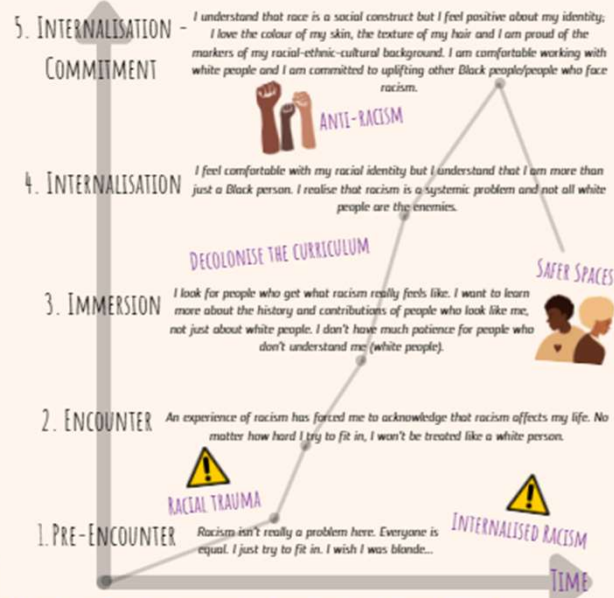 5. Internalisation -
Commitment
I understand that race is a social construct but I feel positive about my identity;
I love the colour of my skin, the texture of my hair and I am proud of the
markers of my racial-ethnic-cultural background. I am comfortable working with
white people and I am committed to uplifting other Black people/people who face
racism.
Anti-racism
4. Internalisation
I feel comfortable with my racial identity but I understand that I am more than
just a Black person. I realise that racism is a systemic problem and not all white
people are the enemies.
Decolonise the curriculum
Safer Spaces
3. Immersion
I look for people who get what racism really feels like. I want to learn
more about the history and contributions of people who look like me,
not just about white people. I don't have much patience for people who
don't understand me (white people).
2. Encounter
An experience of racism has forced me to acknowledge that racism affects my life. No
matter how hard I try to fit in, I won't be treated like a white person.
Racial trauma
Internalised Racism
1. Pre-Encounter
Racism isn't really a problem here. Everyone is
equal. I just try to fit in. I wish I was blonde...
Time